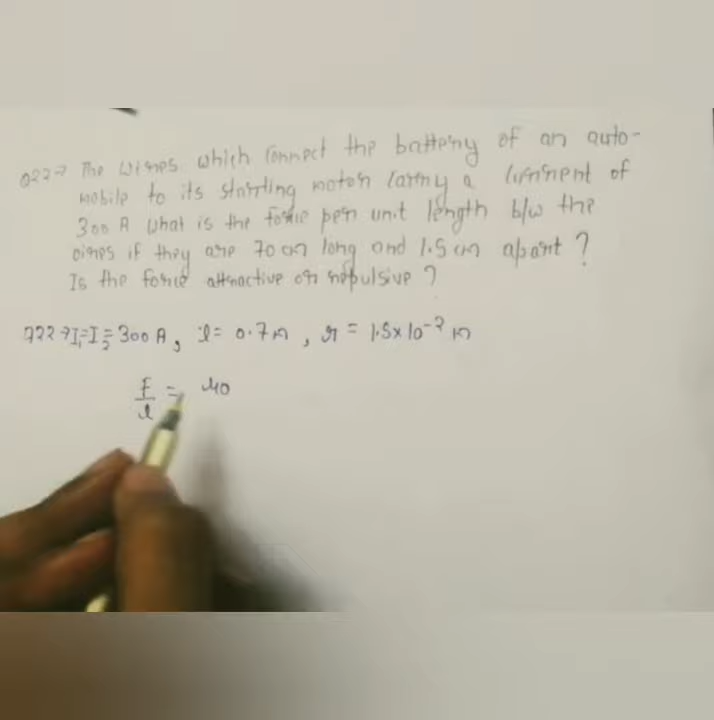 Q22→ The wires which connect the battery of an auto-
mobile to its starting motor carry a current of
300 A what is the force per unit length b/w the
wires if they are 70 cm long and 1.5 cm apart ?
Is the force attractive or repulsive ?
922→ I₁=I₂=300 A, l= 0.7 m , r = 1.5×10⁻² m
F/l = μ0